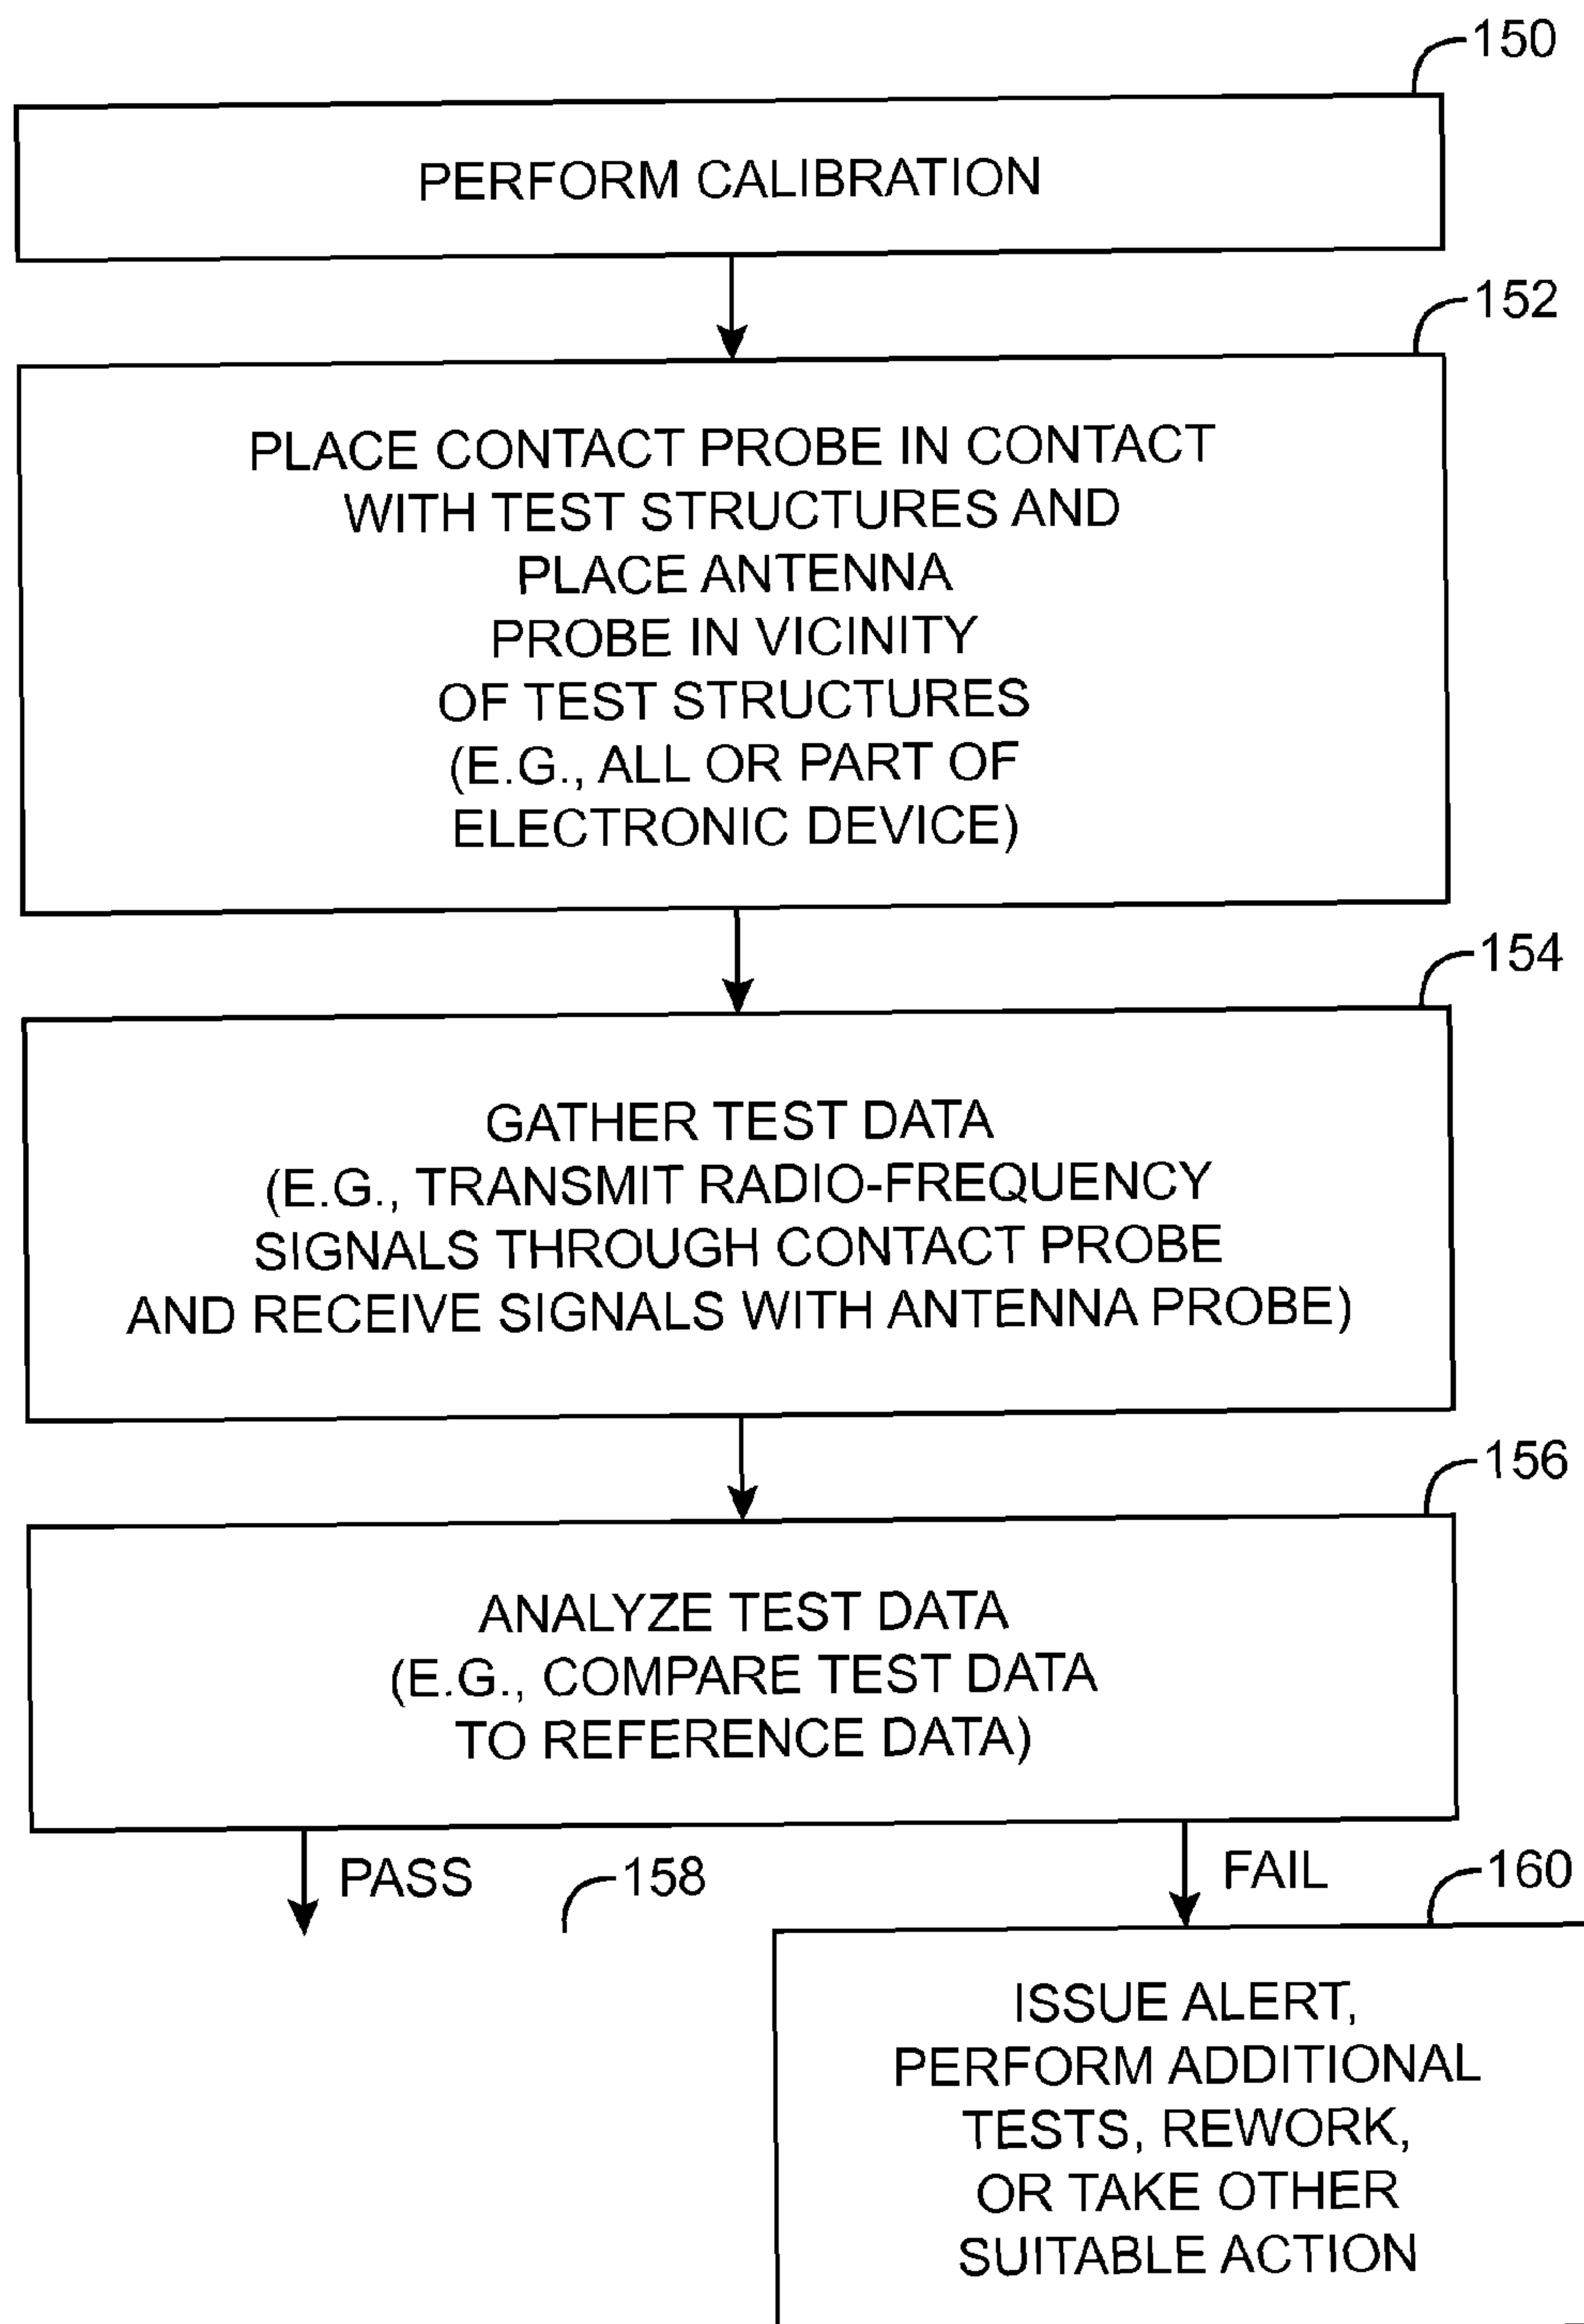 150
PERFORM CALIBRATION
152
PLACE CONTACT PROBE IN CONTACT
WITH TEST STRUCTURES AND
PLACE ANTENNA
PROBE IN VICINITY
OF TEST STRUCTURES
(E.G., ALL OR PART OF
ELECTRONIC DEVICE)
154
GATHER TEST DATA
(E.G., TRANSMIT RADIO-FREQUENCY
SIGNALS THROUGH CONTACT PROBE
AND RECEIVE SIGNALS WITH ANTENNA PROBE)
156
ANALYZE TEST DATA
(E.G., COMPARE TEST DATA
TO REFERENCE DATA)
PASS
158
FAIL
160
ISSUE ALERT,
PERFORM ADDITIONAL
TESTS, REWORK,
OR TAKE OTHER
SUITABLE ACTION